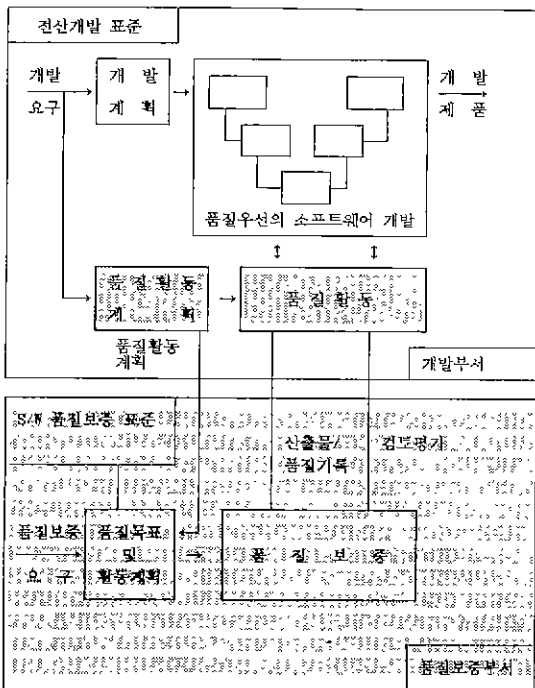 전산개발 표준
개발
요구
개 발
계 획
개 발
제 품
품질우선의 소프트웨어 개발
품 질 활 동
계 획
품 질 활 동
품질활동
계획
개발부서
S/W 품질보증 표준
산출물/
품질기록
검토평가
품질보증
요 구
품질목표
및
활동계획
품 질 보 증
품질보증부서